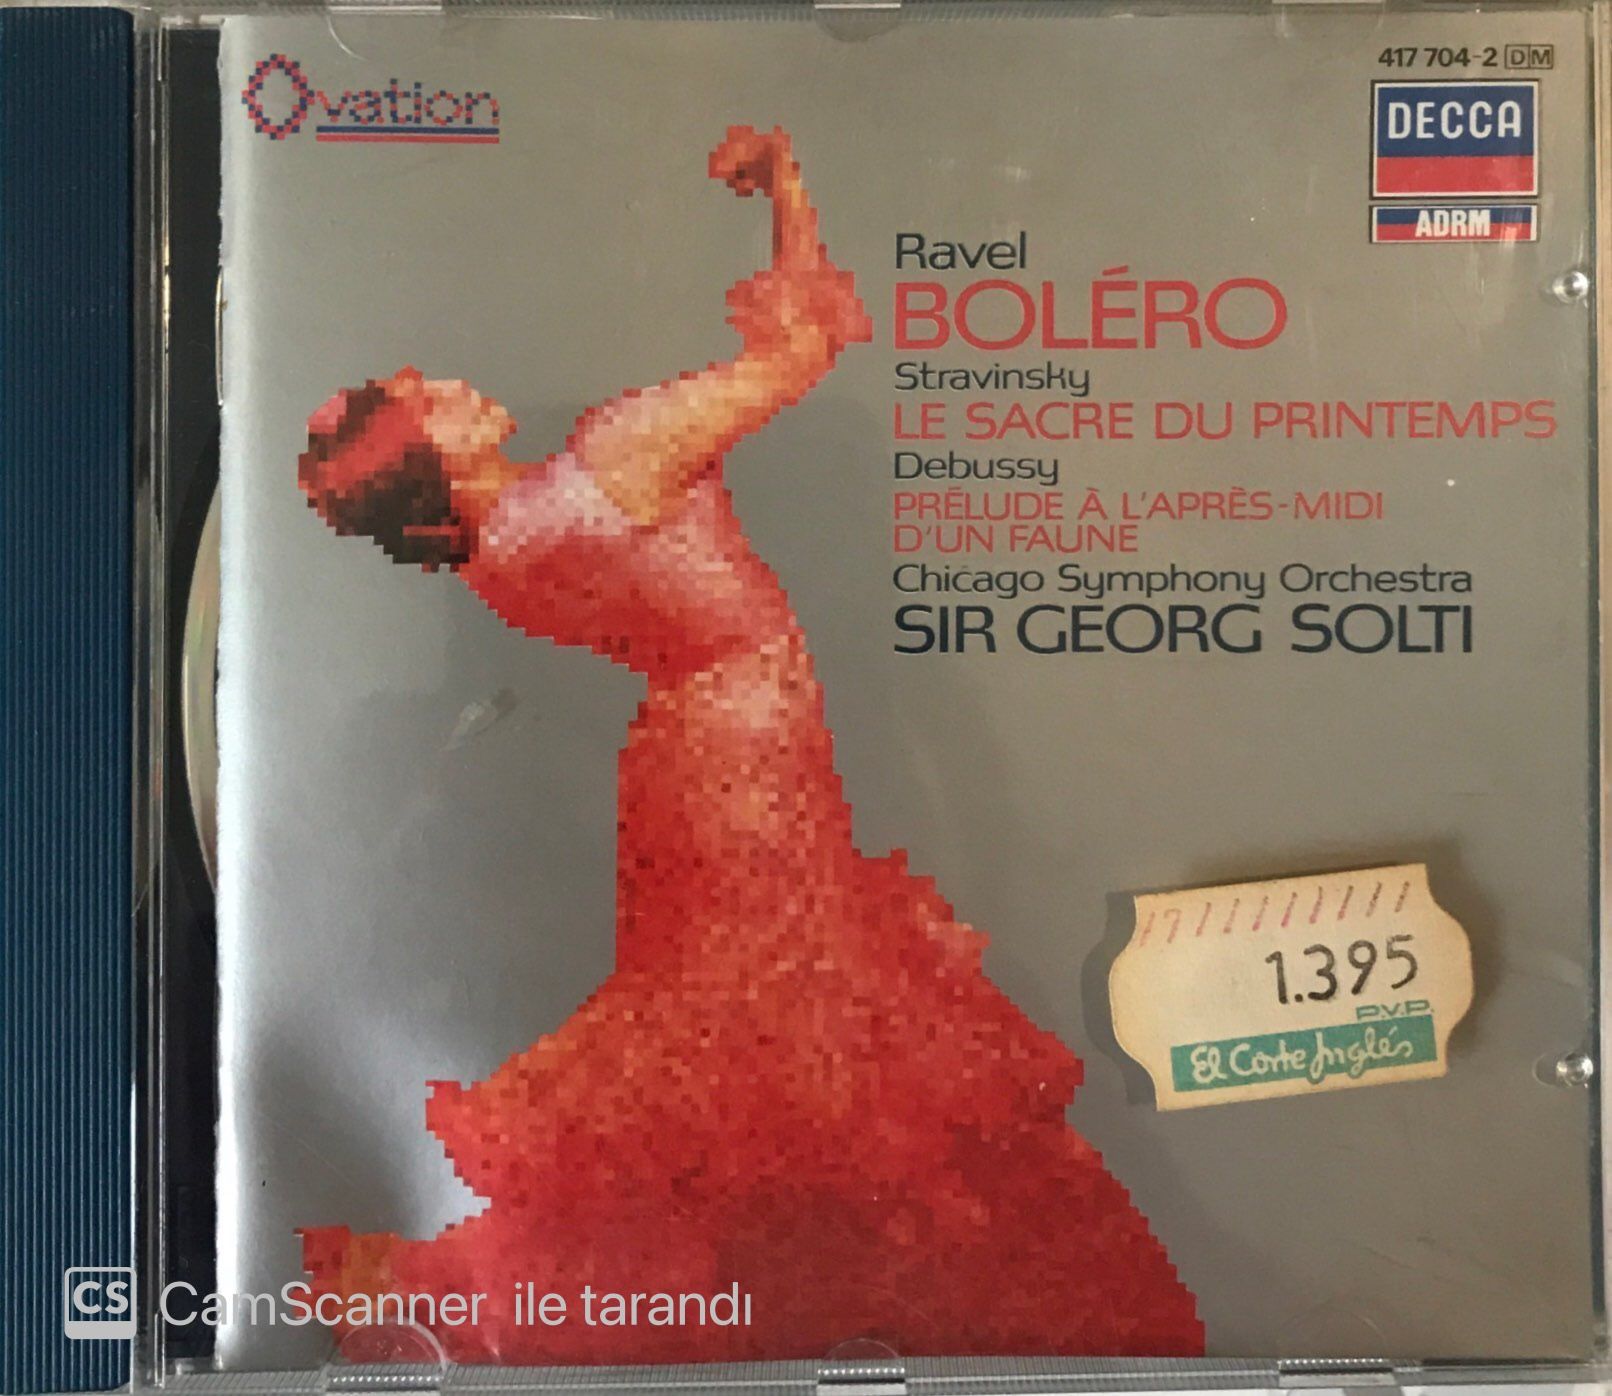 Ovation
417 704-2 DM
DECCA
ADRM
Ravel
BOLÉRO
Stravinsky
LE SACRE DU PRINTEMPS
Debussy
PRÉLUDE À L'APRÈS-MIDI
D'UN FAUNE
Chicago Symphony Orchestra
SIR GEORG SOLTI
1.395
P.V.P.
El Corte Inglés
CS CamScanner ile tarandı